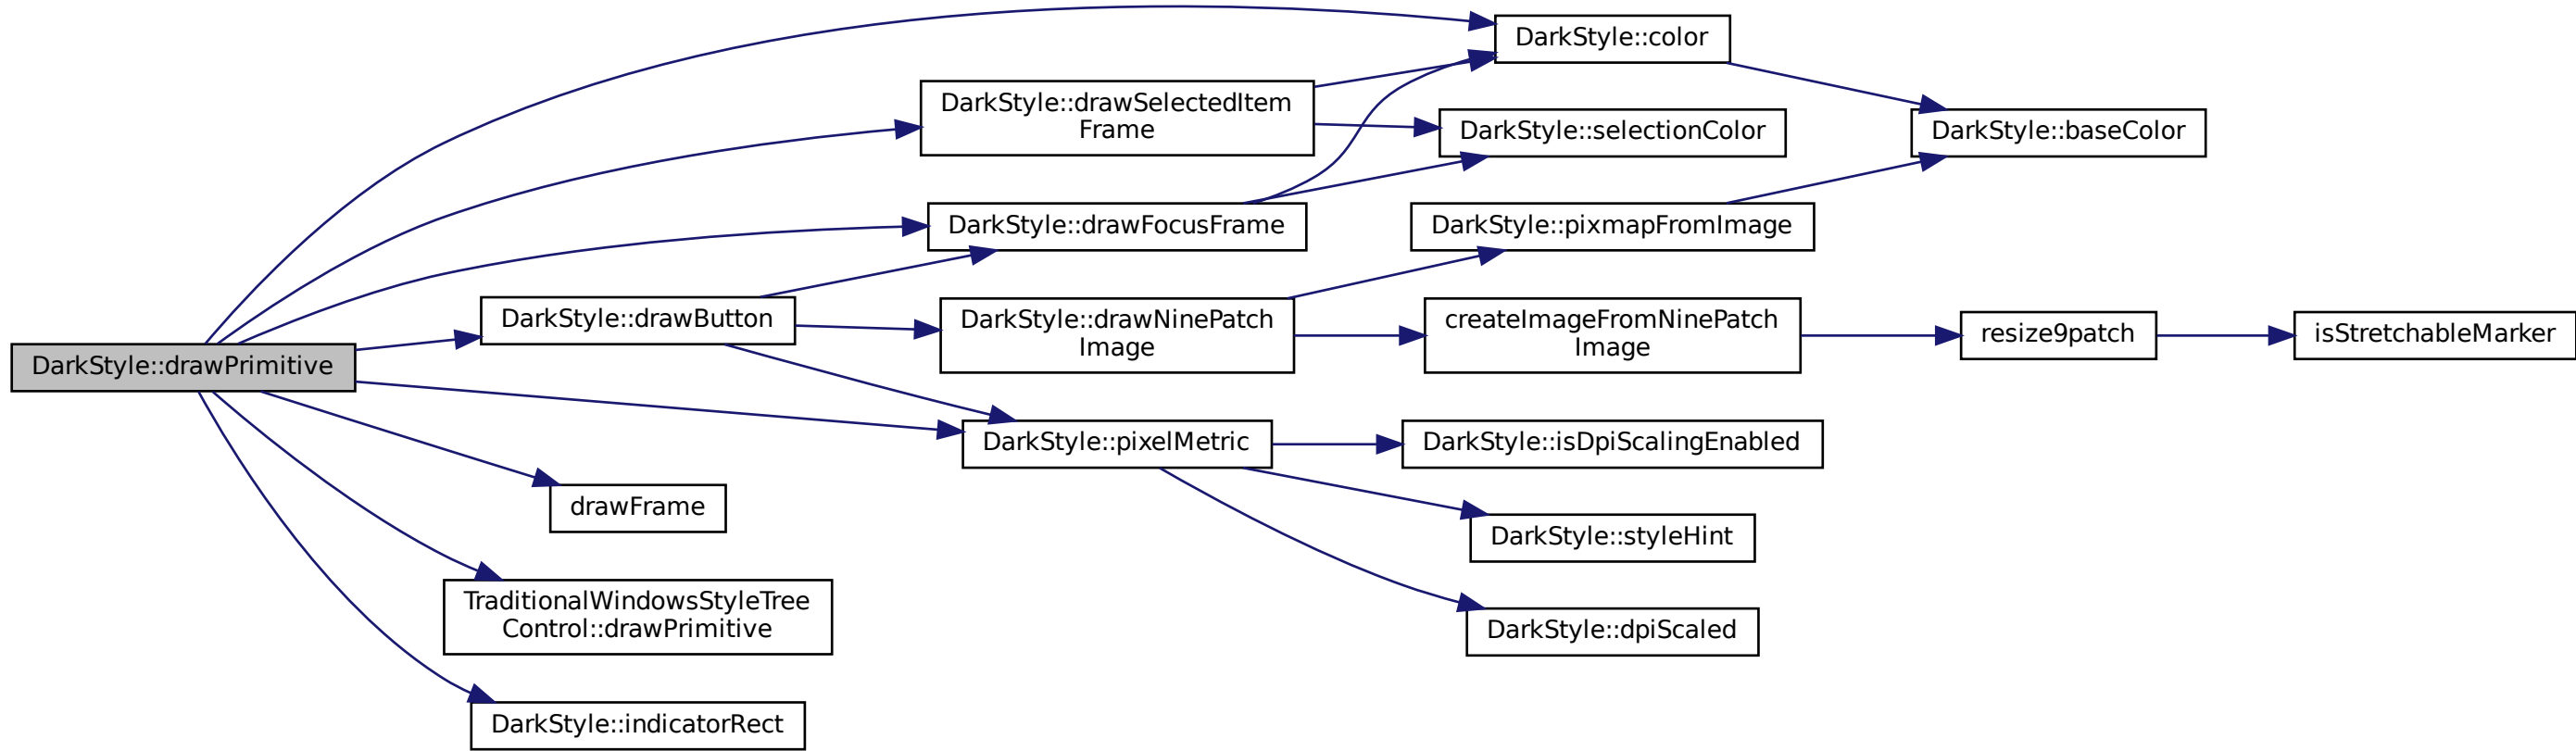 DarkStyle::drawPrimitive
DarkStyle::color
DarkStyle::drawSelectedItem
Frame
DarkStyle::selectionColor
DarkStyle::baseColor
DarkStyle::drawFocusFrame
DarkStyle::pixmapFromImage
DarkStyle::drawButton
DarkStyle::drawNinePatch
Image
createImageFromNinePatch
Image
resize9patch
isStretchableMarker
DarkStyle::pixelMetric
DarkStyle::isDpiScalingEnabled
drawFrame
DarkStyle::styleHint
TraditionalWindowsStyleTree
Control::drawPrimitive
DarkStyle::dpiScaled
DarkStyle::indicatorRect